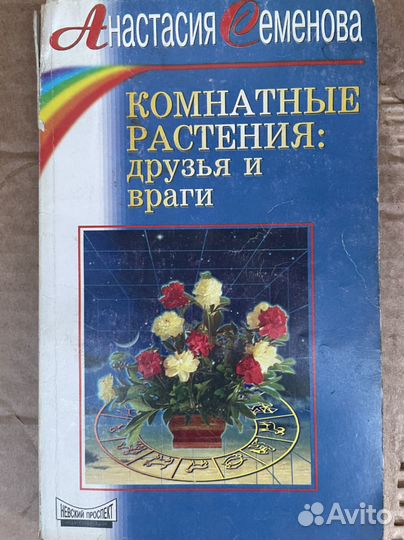 Анастасия Семенова
КОМНАТНЫЕ
РАСТЕНИЯ:
друзья и
враги
НЕВСКИЙ ПРОСПЕКТ
Avito